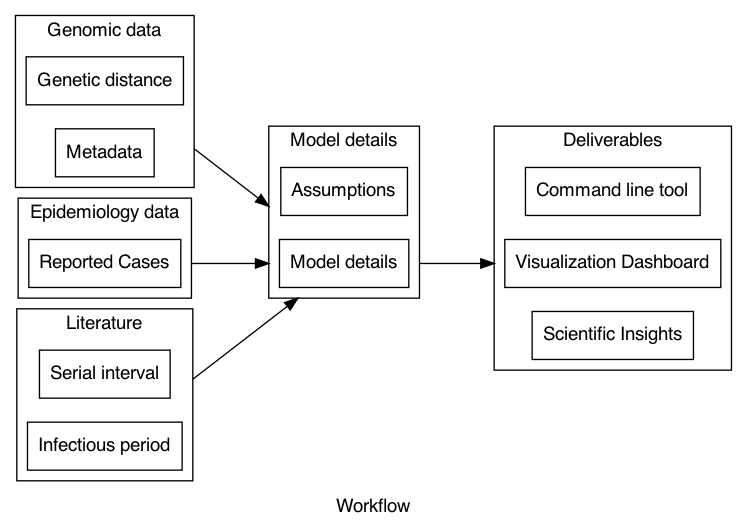 Genomic data
Genetic distance
Metadata
Epidemiology data
Reported Cases
Literature
Serial interval
Infectious period
Model details
Assumptions
Model details
Deliverables
Command line tool
Visualization Dashboard
Scientific Insights
Workflow